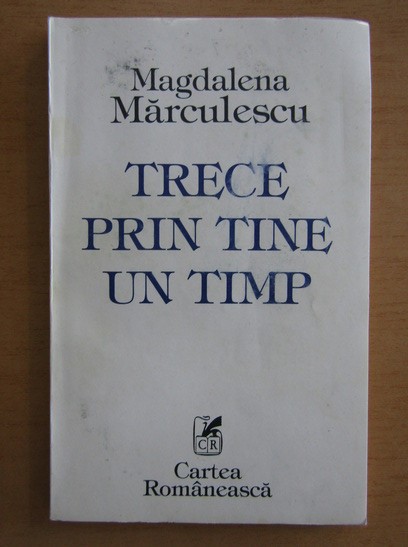 Magdalena
Mărculescu
TRECE
PRIN TINE
UN TIMP
CR
Cartea
Românească